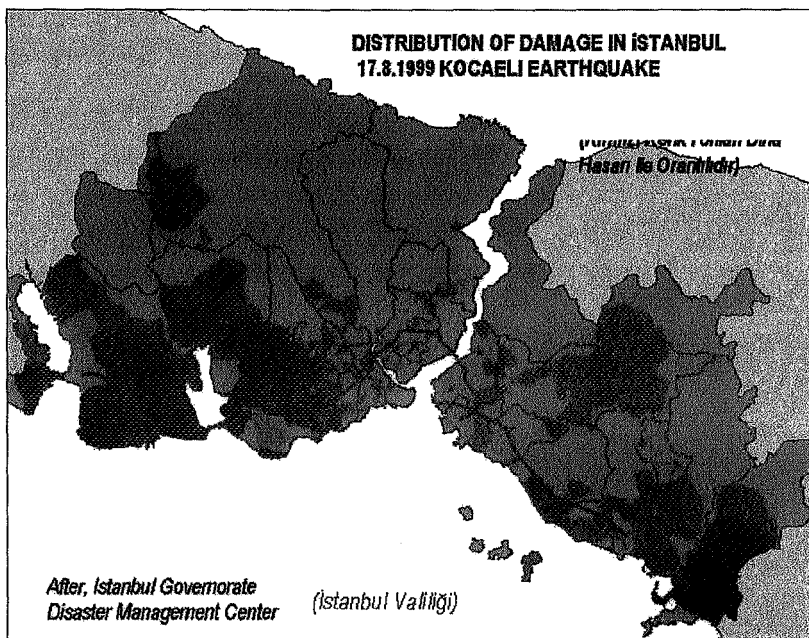 DISTRIBUTION OF DAMAGE IN İSTANBUL
17.8.1999 KOCAELI EARTHQUAKE
Hasarı ile Orantılıdır)
After, Istanbul Governorate
Disaster Management Center
(İstanbul Valiliği)